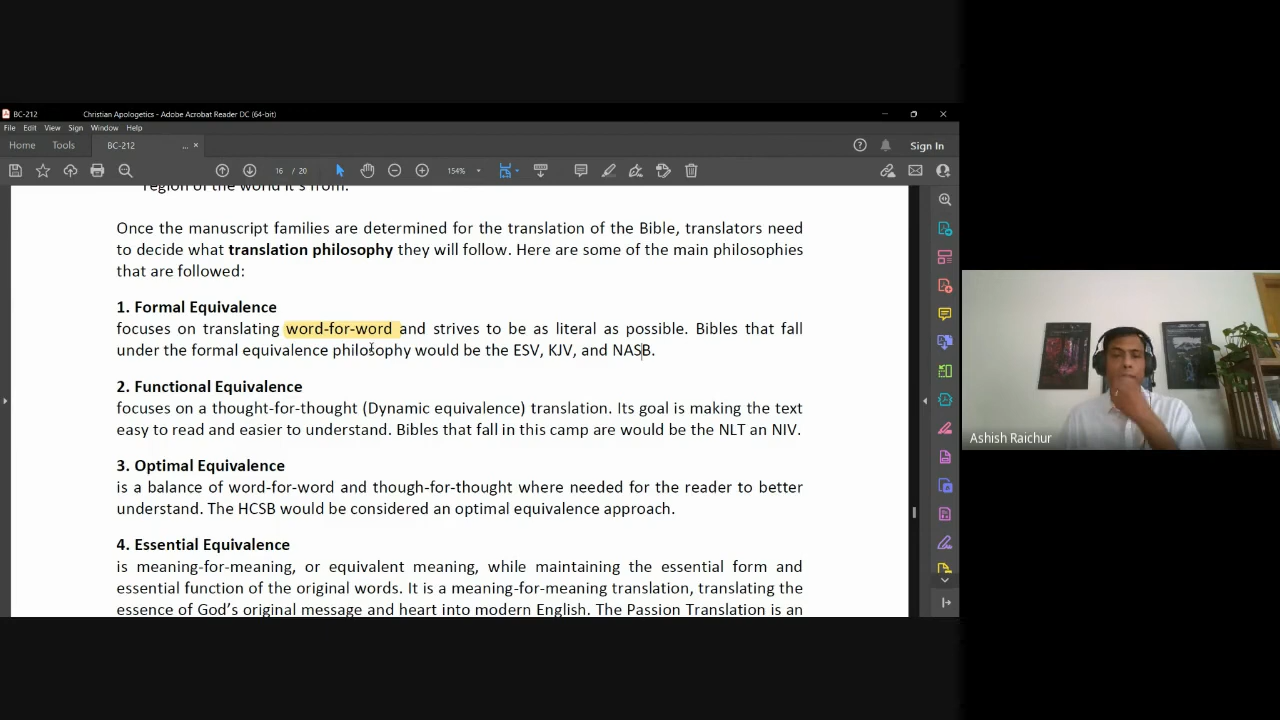 BC-212 Christian Apologetics - Adobe Acrobat Reader DC (64-bit)
File Edit View Sign Window Help
Home Tools BC-212 ... × Sign In
16 / 20 154%
region of the world it's from.
Once the manuscript families are determined for the translation of the Bible, translators need
to decide what translation philosophy they will follow. Here are some of the main philosophies
that are followed:
1. Formal Equivalence
focuses on translating word-for-word and strives to be as literal as possible. Bibles that fall
under the formal equivalence philosophy would be the ESV, KJV, and NASB.
2. Functional Equivalence
focuses on a thought-for-thought (Dynamic equivalence) translation. Its goal is making the text
easy to read and easier to understand. Bibles that fall in this camp are would be the NLT an NIV.
3. Optimal Equivalence
is a balance of word-for-word and though-for-thought where needed for the reader to better
understand. The HCSB would be considered an optimal equivalence approach.
4. Essential Equivalence
is meaning-for-meaning, or equivalent meaning, while maintaining the essential form and
essential function of the original words. It is a meaning-for-meaning translation, translating the
essence of God's original message and heart into modern English. The Passion Translation is an
Ashish Raichur